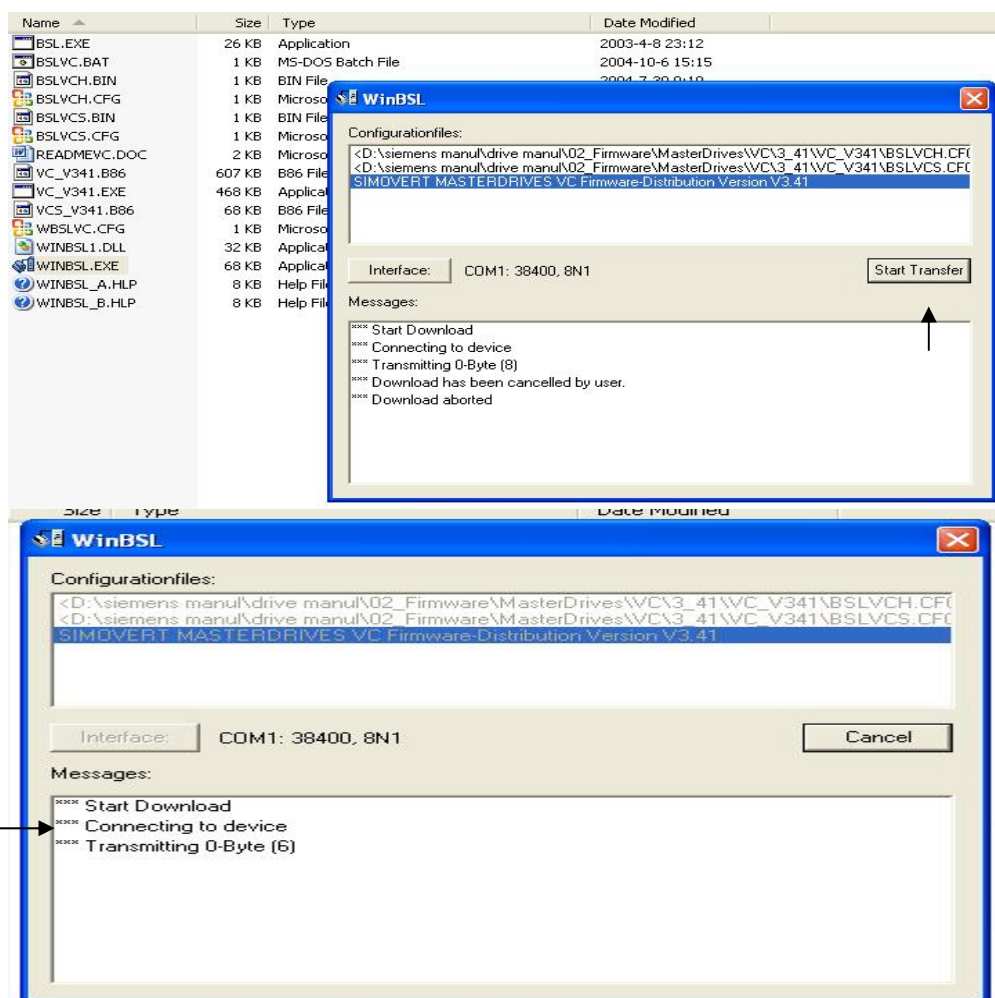 Name Size Type Date Modified
BSL.EXE 26 KB Application 2003-4-8 23:12
BSLVC.BAT 1 KB MS-DOS Batch File 2004-10-6 15:15
BSLVCH.BIN 1 KB BIN File
BSLVCH.CFG 1 KB Microso
BSLVCS.BIN 1 KB BIN File
BSLVCS.CFG 1 KB Microso
READMEVC.DOC 2 KB Microso
VC_V341.B86 607 KB B86 File
VC_V341.EXE 468 KB Applica
VCS_V341.B86 68 KB B86 File
WBSLVC.CFG 1 KB Microso
WINBSL1.DLL 32 KB Applica
WINBSL.EXE 68 KB Applica
WINBSL_A.HLP 8 KB Help File
WINBSL_B.HLP 8 KB Help File
WinBSL
Configurationfiles:
<D:\siemens manul\drive manul\02_Firmware\MasterDrives\VC\3_41\VC_V341\BSLVCH.CF
<D:\siemens manul\drive manul\02_Firmware\MasterDrives\VC\3_41\VC_V341\BSLVCS.CF
SIMOVERT MASTERDRIVES VC Firmware-Distribution Version V3.41
Interface: COM1: 38400, 8N1 Start Transfer
Messages:
*** Start Download
*** Connecting to device
*** Transmitting 0-Byte (8)
*** Download has been cancelled by user.
*** Download aborted
Size Type Date Modified
WinBSL
Configurationfiles:
<D:\siemens manul\drive manul\02_Firmware\MasterDrives\VC\3_41\VC_V341\BSLVCH.CF
<D:\siemens manul\drive manul\02_Firmware\MasterDrives\VC\3_41\VC_V341\BSLVCS.CF
SIMOVERT MASTERDRIVES VC Firmware-Distribution Version V3.41
Interface: COM1: 38400, 8N1 Cancel
Messages:
*** Start Download
*** Connecting to device
*** Transmitting 0-Byte (6)